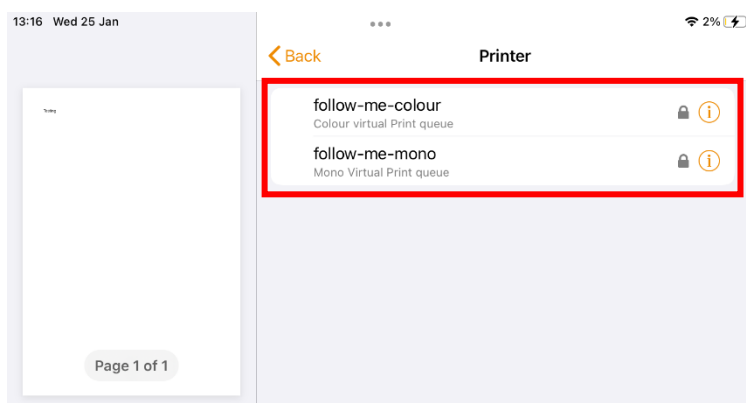 13:16 Wed 25 Jan
2%
Back
Printer
follow-me-colour
Colour virtual Print queue
follow-me-mono
Mono Virtual Print queue
Page 1 of 1